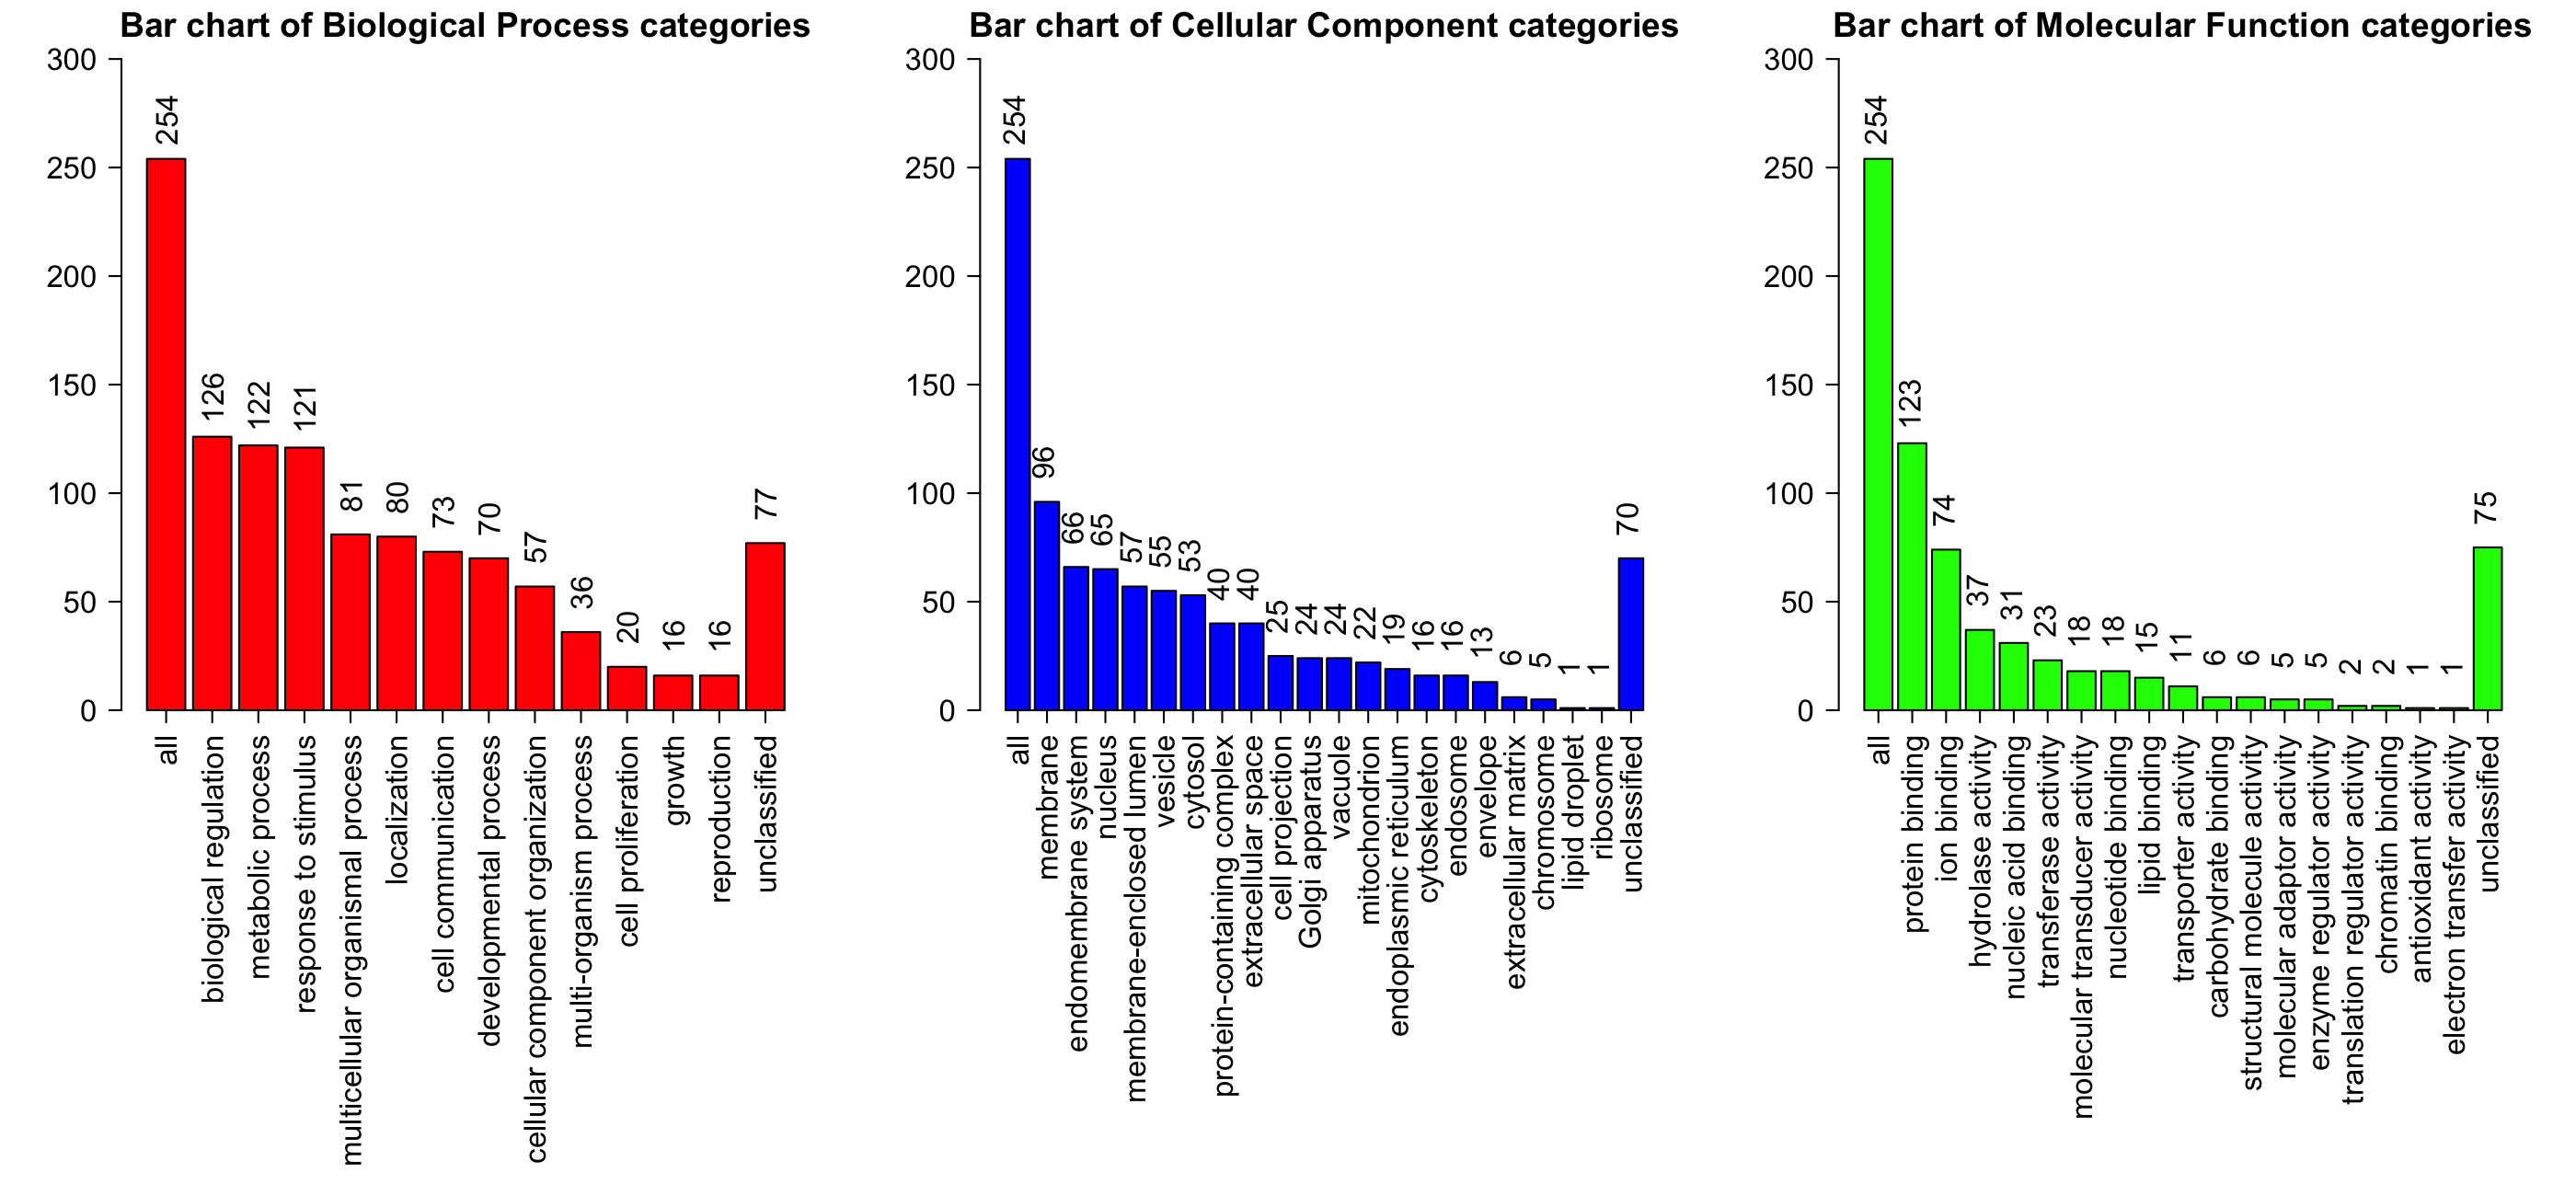 Bar chart of Biological Process categories
300
250
200
150
100
50
0
254
126
122
121
81
80
73
70
57
36
20
16
16
77
all
biological regulation
metabolic process
response to stimulus
multicellular organismal process
localization
cell communication
developmental process
cellular component organization
multi-organism process
cell proliferation
growth
reproduction
unclassified
Bar chart of Cellular Component categories
300
250
200
150
100
50
0
254
96
66
65
57
55
53
40
40
25
24
24
22
19
16
16
13
6
5
1
1
70
all
membrane
endomembrane system
nucleus
membrane-enclosed lumen
vesicle
cytosol
protein-containing complex
extracellular space
cell projection
Golgi apparatus
vacuole
mitochondrion
endoplasmic reticulum
cytoskeleton
endosome
envelope
extracellular matrix
chromosome
lipid droplet
ribosome
unclassified
Bar chart of Molecular Function categories
300
250
200
150
100
50
0
254
123
74
37
31
23
18
18
15
11
6
6
5
5
2
2
1
1
75
all
protein binding
ion binding
hydrolase activity
nucleic acid binding
transferase activity
molecular transducer activity
nucleotide binding
lipid binding
transporter activity
carbohydrate binding
structural molecule activity
molecular adaptor activity
enzyme regulator activity
translation regulator activity
chromatin binding
antioxidant activity
electron transfer activity
unclassified